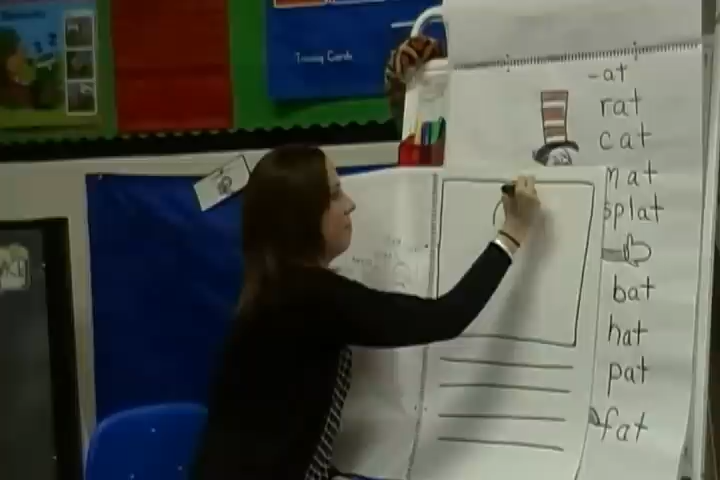 Tracing Cards
-at
rat
cat
mat
splat
bat
hat
pat
fat